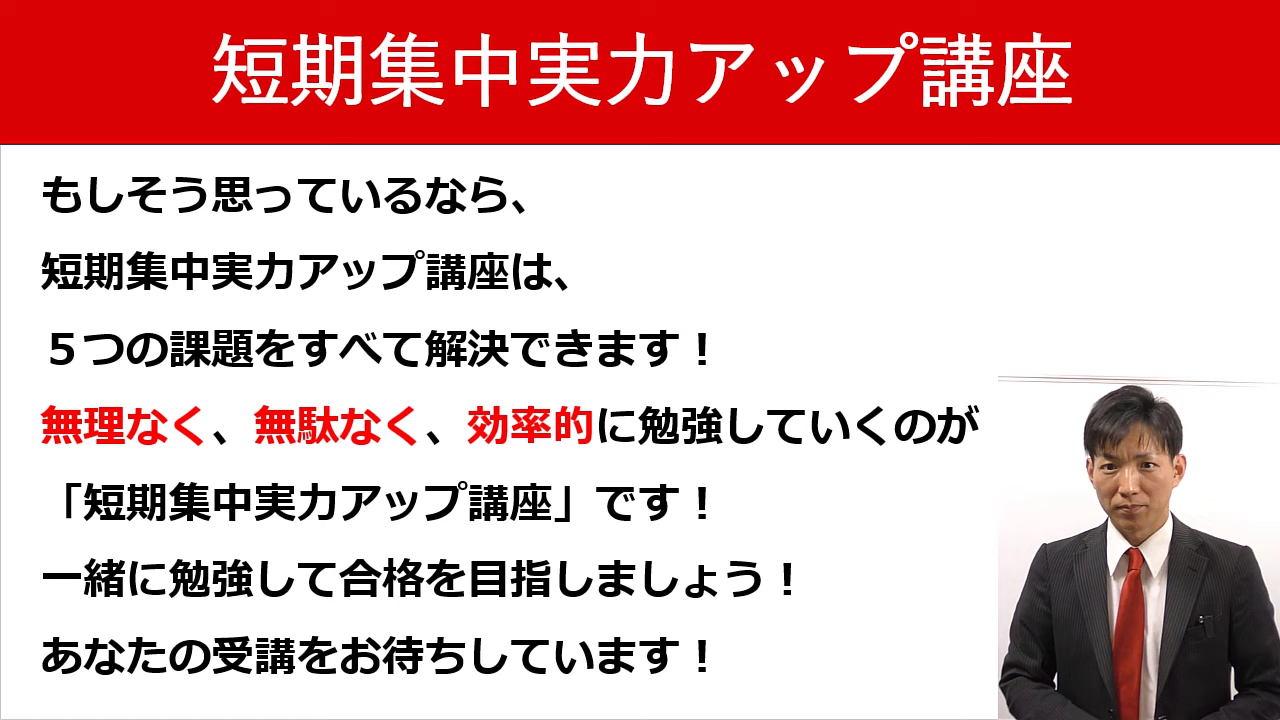 短期集中実力アップ講座
もしそう思っているなら、
短期集中実力アップ講座は、
５つの課題をすべて解決できます！
無理なく、無駄なく、効率的に勉強していくのが
「短期集中実力アップ講座」です！
一緒に勉強して合格を目指しましょう！
あなたの受講をお待ちしています！